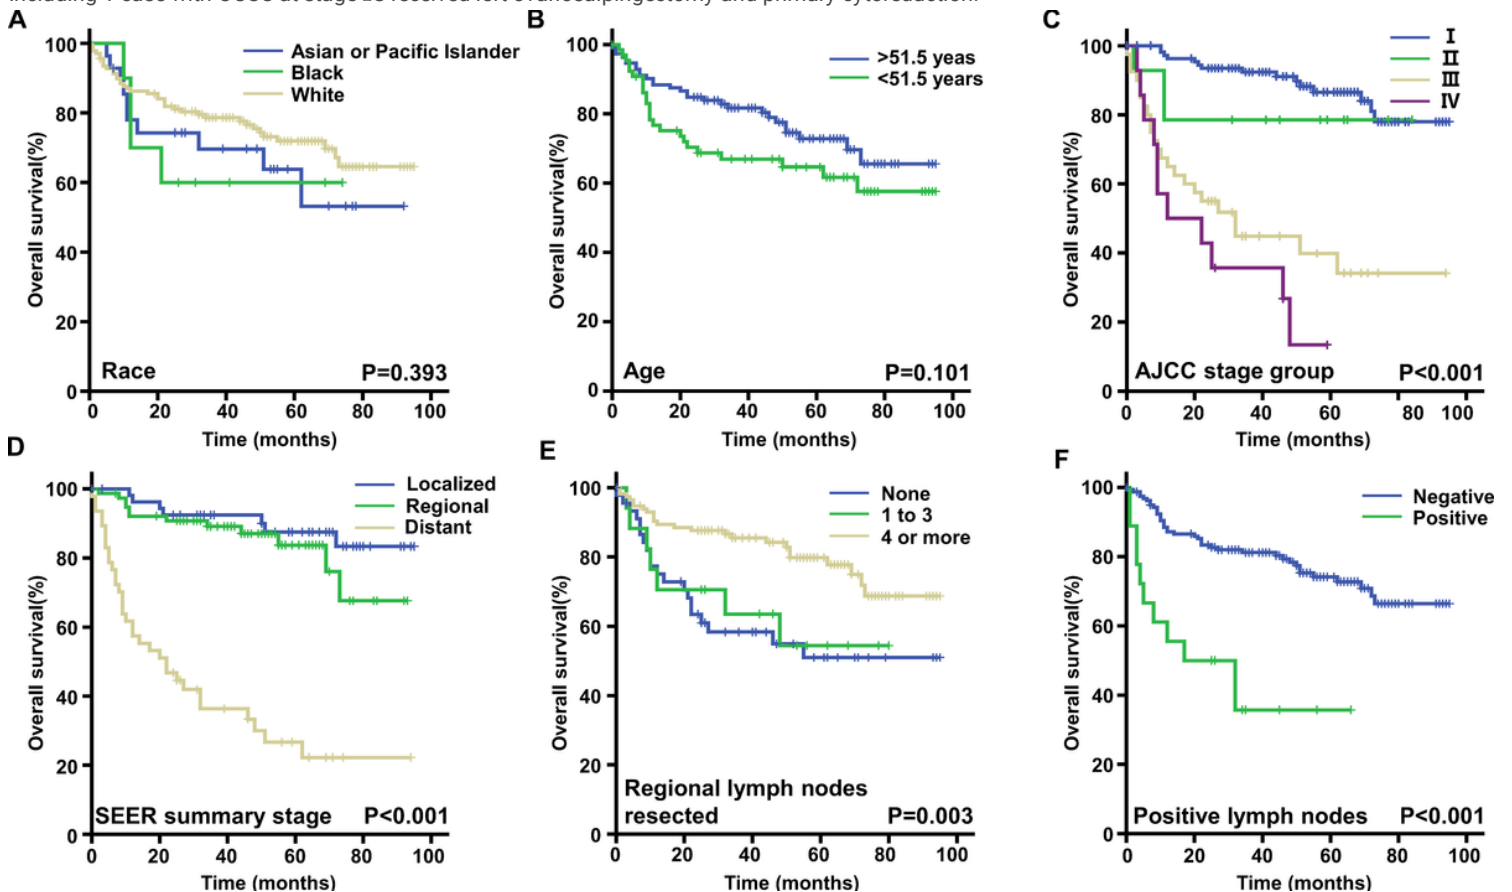 A
Overall survival(%)
100
80
60
40
20
0
Asian or Pacific Islander
Black
White
Race
P=0.393
0 20 40 60 80 100
Time (months)
B
Overall survival(%)
100
80
60
40
20
0
>51.5 yeas
<51.5 years
Age
P=0.101
0 20 40 60 80 100
Time (months)
C
Overall survival(%)
100
80
60
40
20
0
I
II
III
IV
AJCC stage group
P<0.001
0 20 40 60 80 100
Time (months)
D
Overall survival(%)
100
80
60
40
20
0
Localized
Regional
Distant
SEER summary stage
P<0.001
0 20 40 60 80 100
Time (months)
E
Overall survival(%)
100
80
60
40
20
0
None
1 to 3
4 or more
Regional lymph nodes
resected
P=0.003
0 20 40 60 80 100
Time (months)
F
Overall survival(%)
100
80
60
40
20
0
Negative
Positive
Positive lymph nodes
P<0.001
0 20 40 60 80 100
Time (months)